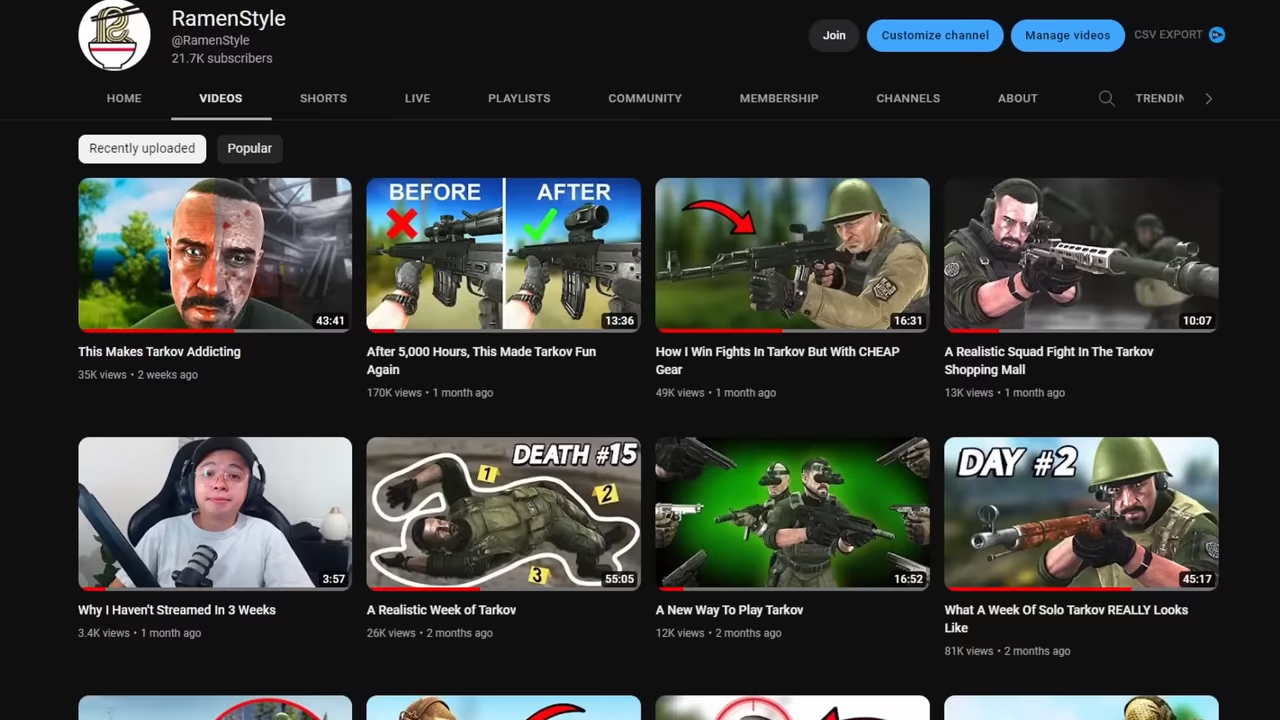 RamenStyle
@RamenStyle
21.7K subscribers
Join
Customize channel
Manage videos
CSV EXPORT
HOME
VIDEOS
SHORTS
LIVE
PLAYLISTS
COMMUNITY
MEMBERSHIP
CHANNELS
ABOUT
TRENDIN
Recently uploaded
Popular
43:41
BEFORE
AFTER
13:36
16:31
10:07
This Makes Tarkov Addicting
35K views • 2 weeks ago
After 5,000 Hours, This Made Tarkov Fun
Again
170K views • 1 month ago
How I Win Fights In Tarkov But With CHEAP
Gear
49K views • 1 month ago
A Realistic Squad Fight In The Tarkov
Shopping Mall
13K views • 1 month ago
3:57
DEATH #15
1
2
3
55:05
16:52
DAY #2
45:17
Why I Haven't Streamed In 3 Weeks
3.4K views • 1 month ago
A Realistic Week of Tarkov
26K views • 2 months ago
A New Way To Play Tarkov
12K views • 2 months ago
What A Week Of Solo Tarkov REALLY Looks
Like
81K views • 2 months ago